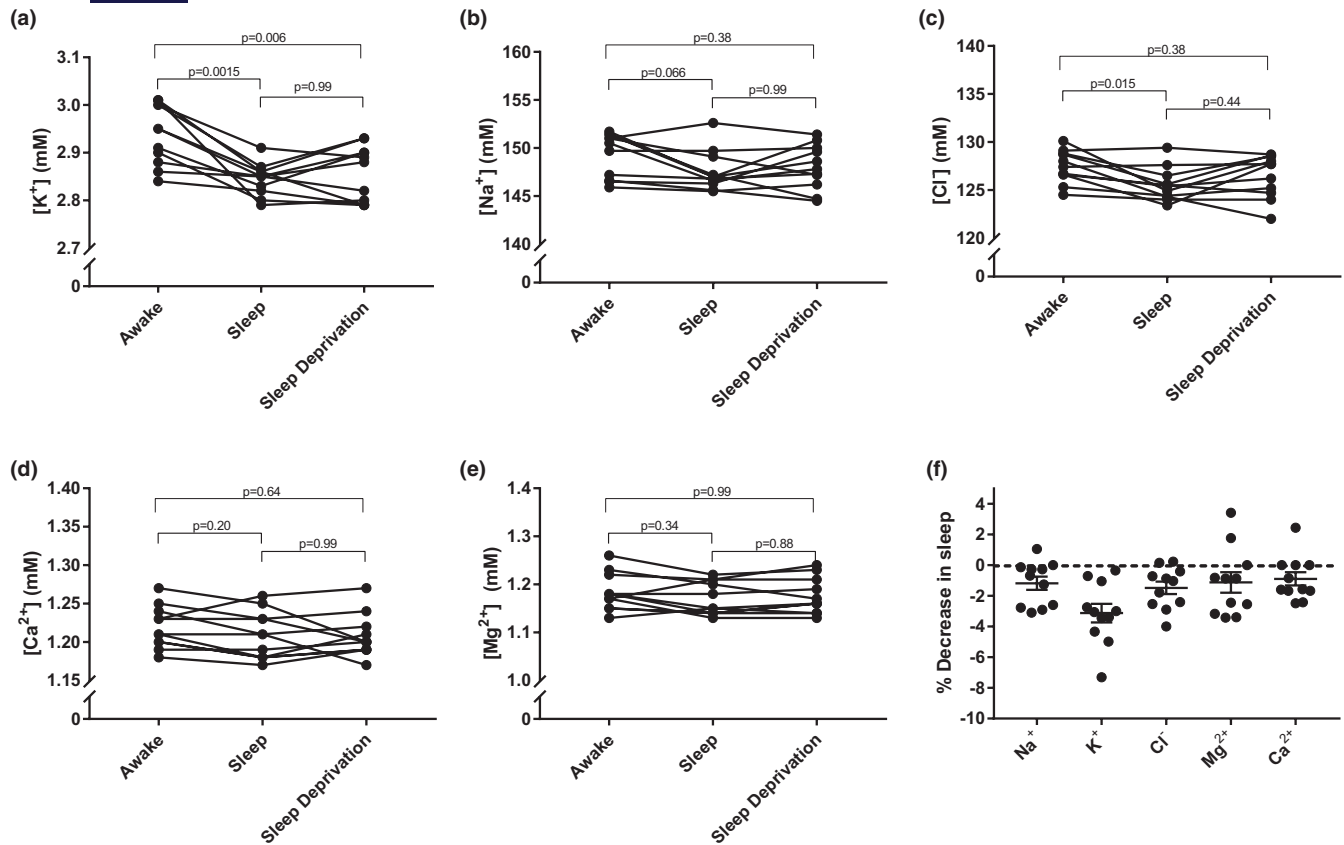 (a)
p=0.006
p=0.0015
p=0.99
[K+] (mM)
3.1
3.0
2.9
2.8
2.7
0
Awake
Sleep
Sleep Deprivation
(b)
p=0.38
p=0.066
p=0.99
[Na+] (mM)
160
155
150
145
140
0
Awake
Sleep
Sleep Deprivation
(c)
p=0.38
p=0.015
p=0.44
[Cl-] (mM)
140
135
130
125
120
0
Awake
Sleep
Sleep Deprivation
(d)
p=0.64
p=0.20
p=0.99
[Ca2+] (mM)
1.40
1.35
1.30
1.25
1.20
1.15
0
Awake
Sleep
Sleep Deprivation
(e)
p=0.99
p=0.34
p=0.88
[Mg2+] (mM)
1.4
1.3
1.2
1.1
1.0
0
Awake
Sleep
Sleep Deprivation
(f)
% Decrease in sleep
4
2
0
-2
-4
-6
-8
-10
Na+
K+
Cl-
Mg2+
Ca2+